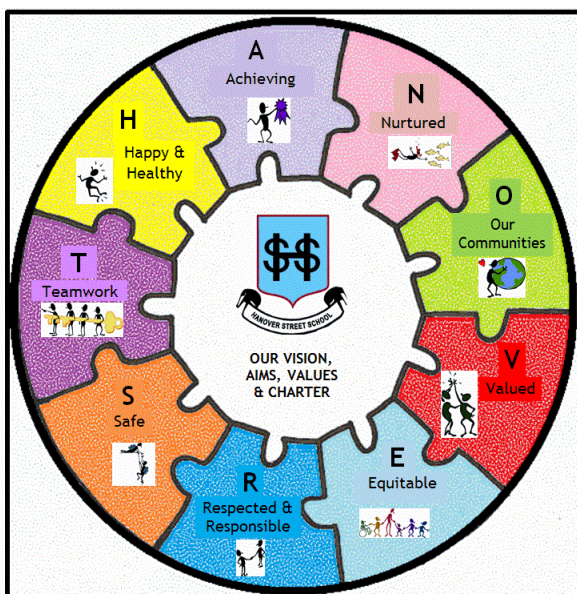 H
Happy &
Healthy
A
Achieving
N
Nurtured
O
Our
Communities
V
Valued
E
Equitable
R
Respected &
Responsible
S
Safe
T
Teamwork
HSS
HANOVER STREET SCHOOL
OUR VISION,
AIMS, VALUES
& CHARTER